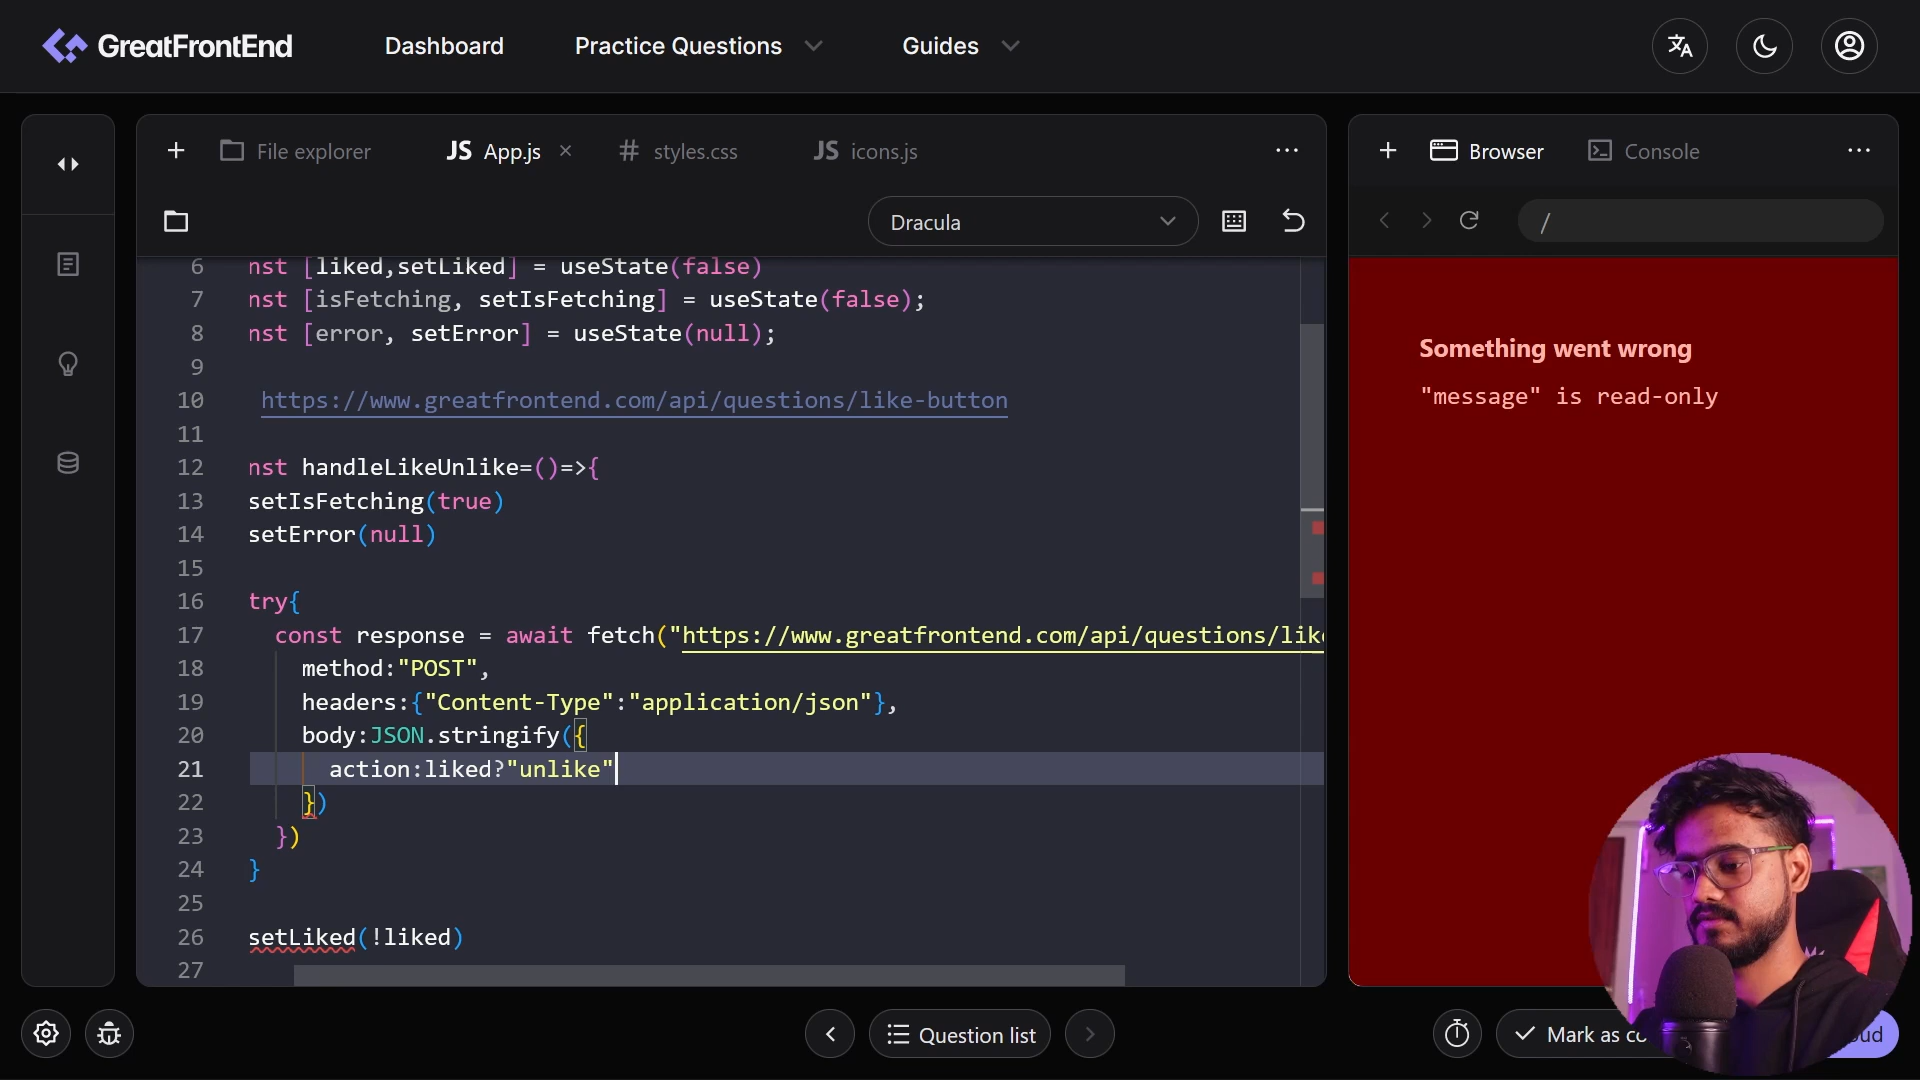 GreatFrontEnd
Dashboard
Practice Questions
Guides
File explorer
JS App.js
# styles.css
JS icons.js
Browser
Console
Dracula
/
6 nst [liked,setLiked] = useState(false)
7 nst [isFetching, setIsFetching] = useState(false);
8 nst [error, setError] = useState(null);
9
10 https://www.greatfrontend.com/api/questions/like-button
11
12 nst handleLikeUnlike=()=>{
13 setIsFetching(true)
14 setError(null)
15
16 try{
17 const response = await fetch("https://www.greatfrontend.com/api/questions/lik
18 method:"POST",
19 headers:{"Content-Type":"application/json"},
20 body:JSON.stringify({
21 action:liked?"unlike"
22 })
23 })
24 }
25
26 setLiked(!liked)
27
Something went wrong
"message" is read-only
Question list
Mark as co